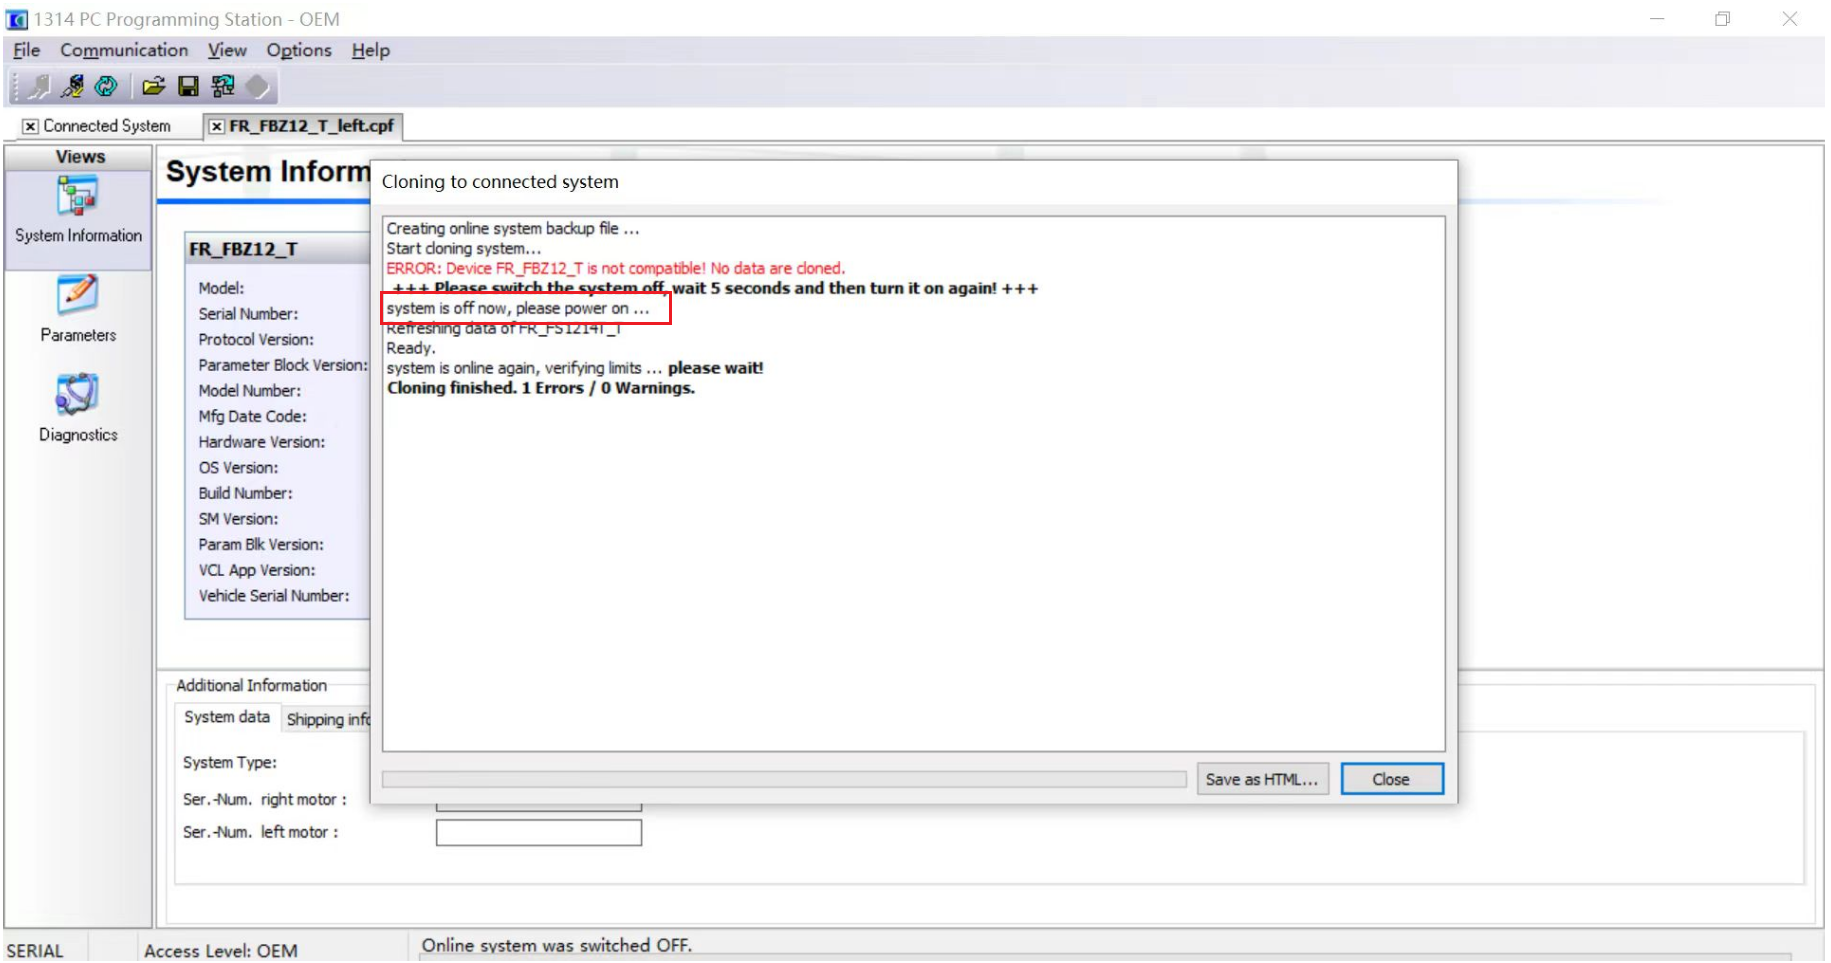 1314 PC Programming Station - OEM
File Communication View Options Help
Connected System FR_FBZ12_T_left.cpf
Views
System Information
Parameters
Diagnostics
System Inform
FR_FBZ12_T
Model:
Serial Number:
Protocol Version:
Parameter Block Version:
Model Number:
Mfg Date Code:
Hardware Version:
OS Version:
Build Number:
SM Version:
Param Blk Version:
VCL App Version:
Vehicle Serial Number:
Cloning to connected system
Creating online system backup file ...
Start cloning system...
ERROR: Device FR_FBZ12_T is not compatible! No data are cloned.
+++ Please switch the system off, wait 5 seconds and then turn it on again! +++
system is off now, please power on ...
Refreshing data of FR_FS1214T_T
Ready.
system is online again, verifying limits ... please wait!
Cloning finished. 1 Errors / 0 Warnings.
Save as HTML... Close
Additional Information
System data Shipping info
System Type:
Ser.-Num. right motor :
Ser.-Num. left motor :
SERIAL Access Level: OEM Online system was switched OFF.